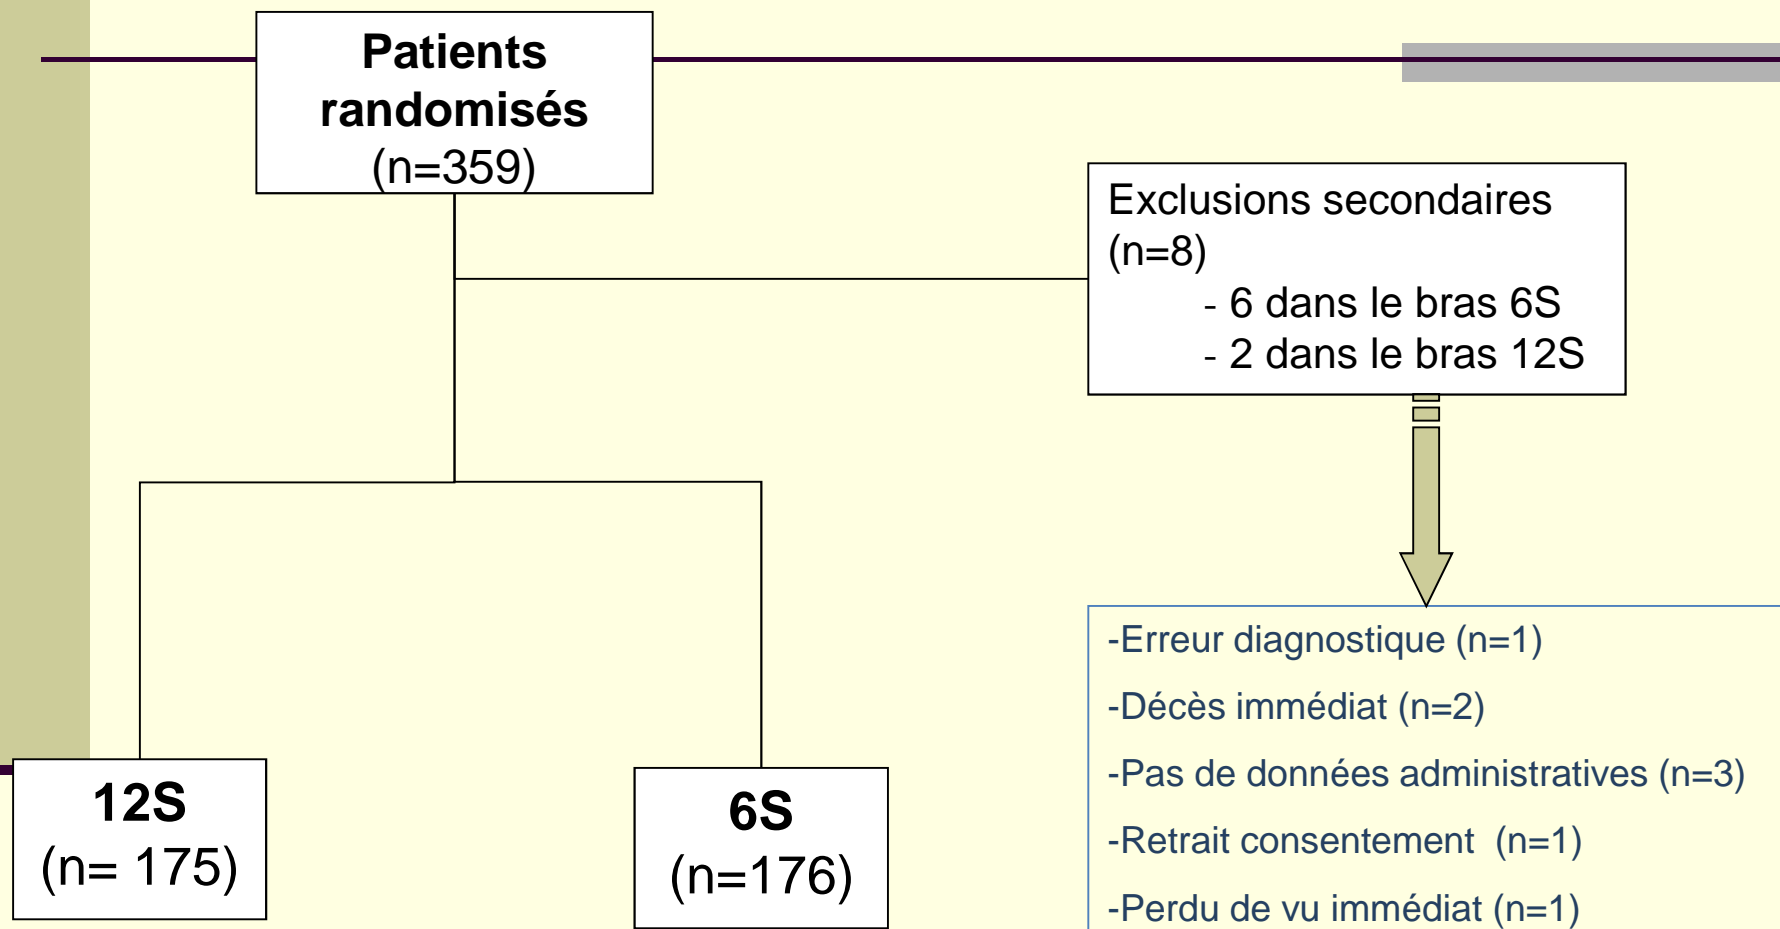 Patients
randomisés
(n=359)
Exclusions secondaires
(n=8)
- 6 dans le bras 6S
- 2 dans le bras 12S
-Erreur diagnostique (n=1)
-Décès immédiat (n=2)
-Pas de données administratives (n=3)
-Retrait consentement  (n=1)
-Perdu de vu immédiat (n=1)
12S
(n= 175)
6S
(n=176)